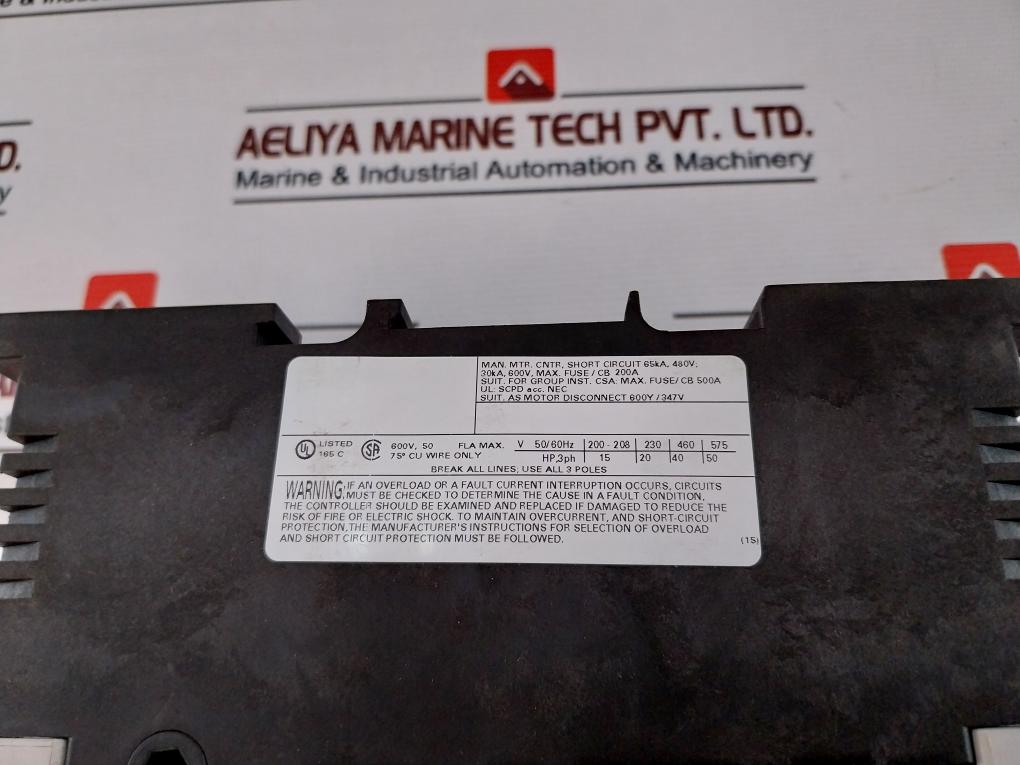 e & Indus
AELIYA MARINE TECH PVT. LTD.
Marine & Industrial Automation & Machinery
D.
y
MAN. MTR. CNTR, SHORT CIRCUIT 65kA, 480V;
30kA, 600V, MAX. FUSE / CB 200A
SUIT. FOR GROUP INST. CSA: MAX. FUSE/ CB 500A
UL: SCPD acc. NEC
SUIT. AS MOTOR DISCONNECT 600Y / 347V
UL LISTED
165 C
SA
600V, 50 FLA MAX.
75° CU WIRE ONLY
V 50/60Hz 200 - 208 230 460 575
HP,3ph 15 20 40 50
BREAK ALL LINES; USE ALL 3 POLES
WARNING: IF AN OVERLOAD OR A FAULT CURRENT INTERRUPTION OCCURS, CIRCUITS
MUST BE CHECKED TO DETERMINE THE CAUSE IN A FAULT CONDITION,
THE CONTROLLER SHOULD BE EXAMINED AND REPLACED IF DAMAGED TO REDUCE THE
RISK OF FIRE OR ELECTRIC SHOCK. TO MAINTAIN OVERCURRENT, AND SHORT-CIRCUIT
PROTECTION,THE MANUFACTURER'S INSTRUCTIONS FOR SELECTION OF OVERLOAD
AND SHORT CIRCUIT PROTECTION MUST BE FOLLOWED.
(1S)